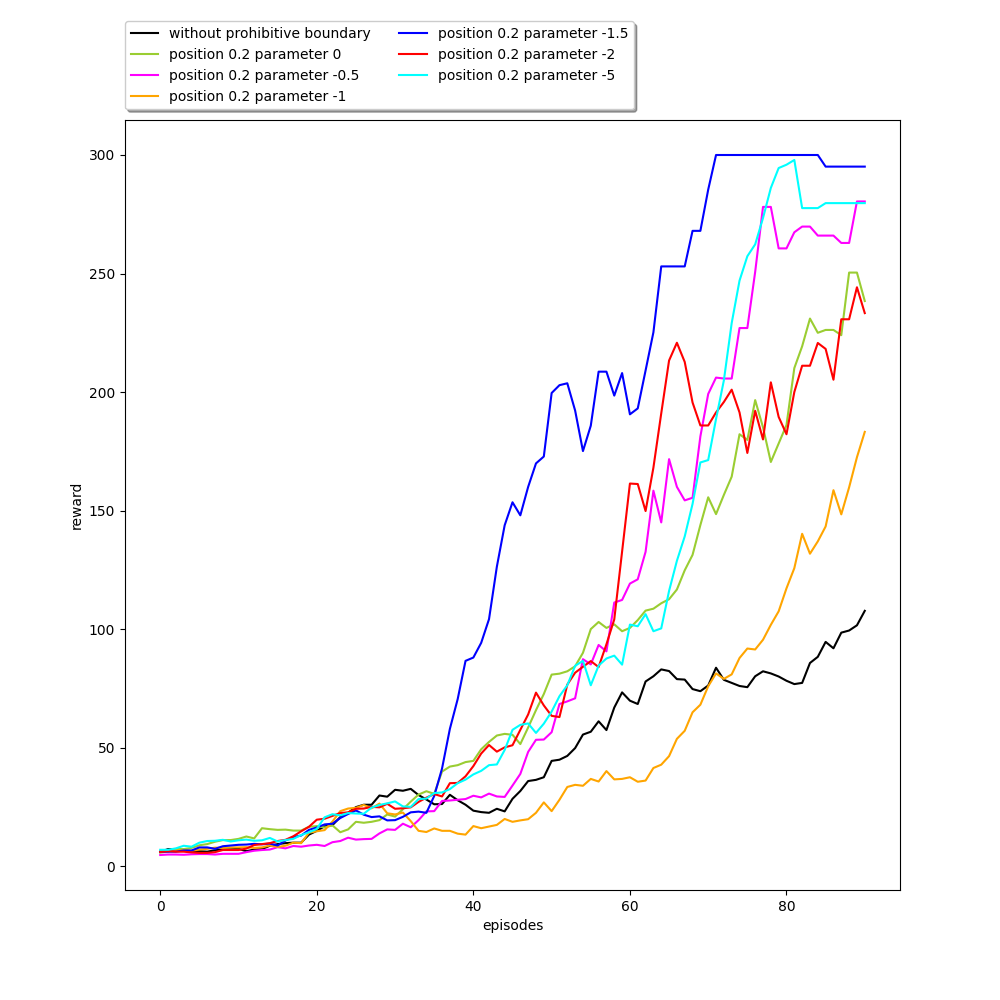 without prohibitive boundary
position 0.2 parameter 0
position 0.2 parameter -0.5
position 0.2 parameter -1
position 0.2 parameter -1.5
position 0.2 parameter -2
position 0.2 parameter -5
300
250
200
150
100
50
0
reward
0 20 40 60 80
episodes